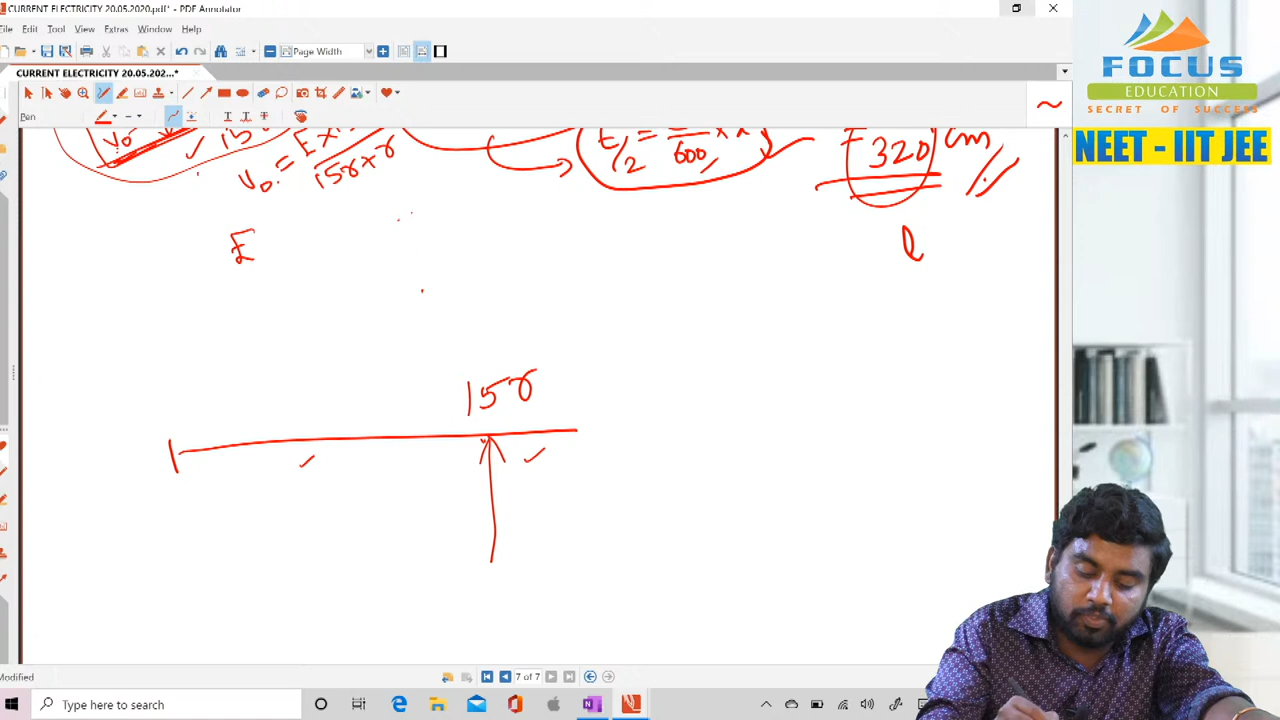 CURRENT ELECTRICITY 20.05.2020.pdf* - PDF Annotator
File Edit Tool View Extras Window Help
Page Width
CURRENT ELECTRICITY 20.05.202...*
Pen
E/2 = /600 × x
320 cm
V₀ = E × /15r × r
E
l
15r
7 of 7
Modified
Type here to search
FOCUS
EDUCATION
SECRET OF SUCCESS
NEET - IIT JEE